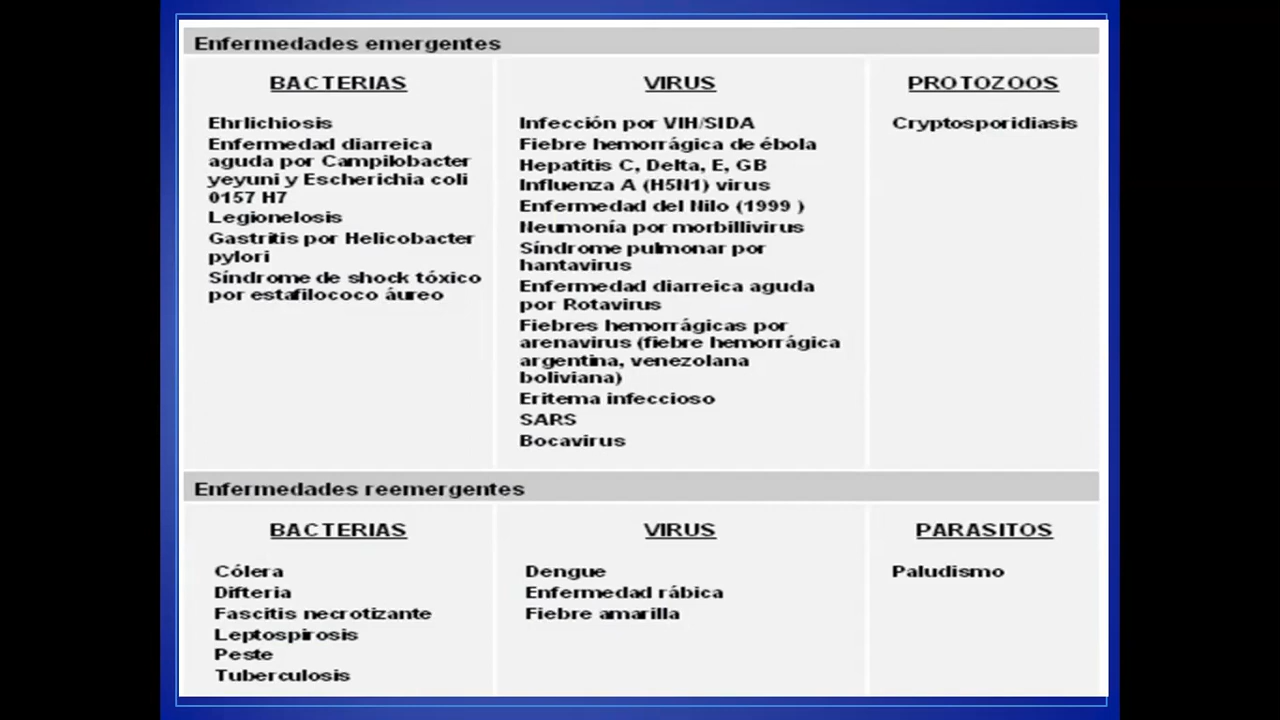 Enfermedades emergentes
BACTERIAS
Ehrlichiosis
Enfermedad diarreica
aguda por Campilobacter
yeyuni y Escherichia coli
0157 H7
Legionelosis
Gastritis por Helicobacter
pylori
Síndrome de shock tóxico
por estafilococo áureo
VIRUS
Infección por VIH/SIDA
Fiebre hemorrágica de ébola
Hepatitis C, Delta, E, GB
Influenza A (H5N1) virus
Enfermedad del Nilo (1999 )
Neumonía por morbillivirus
Síndrome pulmonar por
hantavirus
Enfermedad diarreica aguda
por Rotavirus
Fiebres hemorrágicas por
arenavirus (fiebre hemorrágica
argentina, venezolana
boliviana)
Eritema infeccioso
SARS
Bocavirus
PROTOZOOS
Cryptosporidiasis
Enfermedades reemergentes
BACTERIAS
Cólera
Difteria
Fascitis necrotizante
Leptospirosis
Peste
Tuberculosis
VIRUS
Dengue
Enfermedad rábica
Fiebre amarilla
PARASITOS
Paludismo